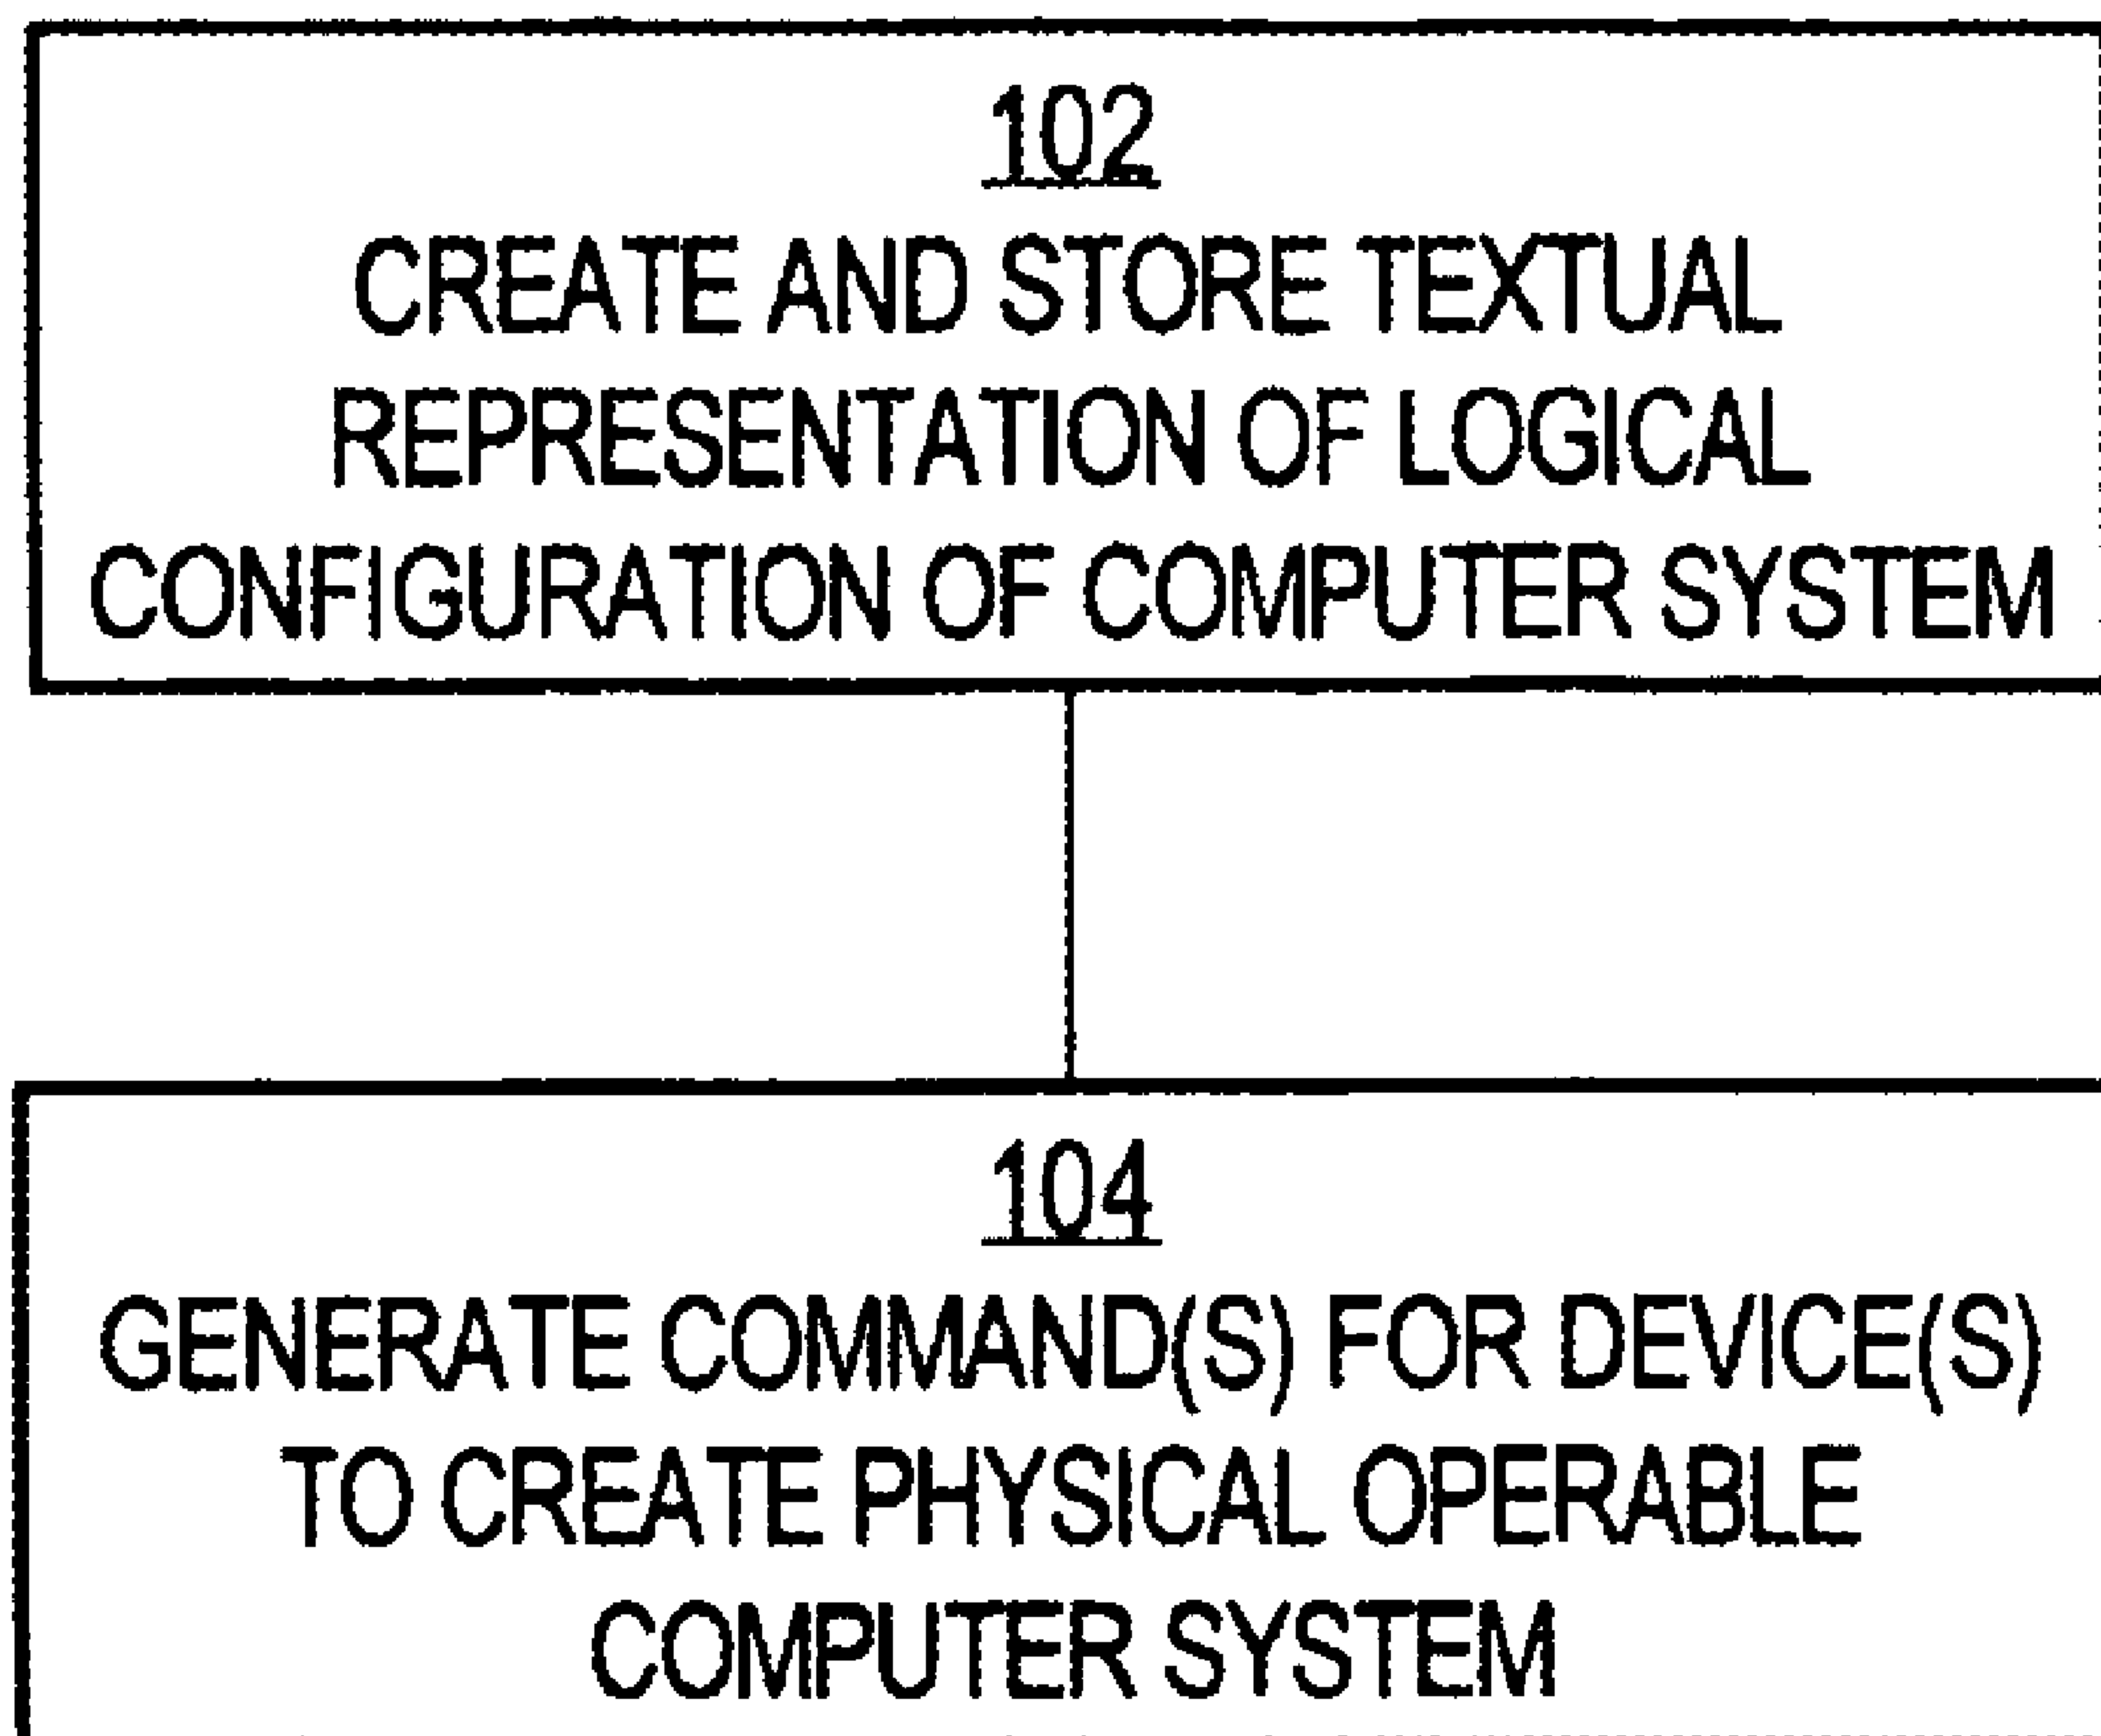 102
CREATE AND STORE TEXTUAL
REPRESENTATION OF LOGICAL
CONFIGURATION OF COMPUTER SYSTEM
104
GENERATE COMMAND(S) FOR DEVICE(S)
TO CREATE PHYSICAL OPERABLE
COMPUTER SYSTEM